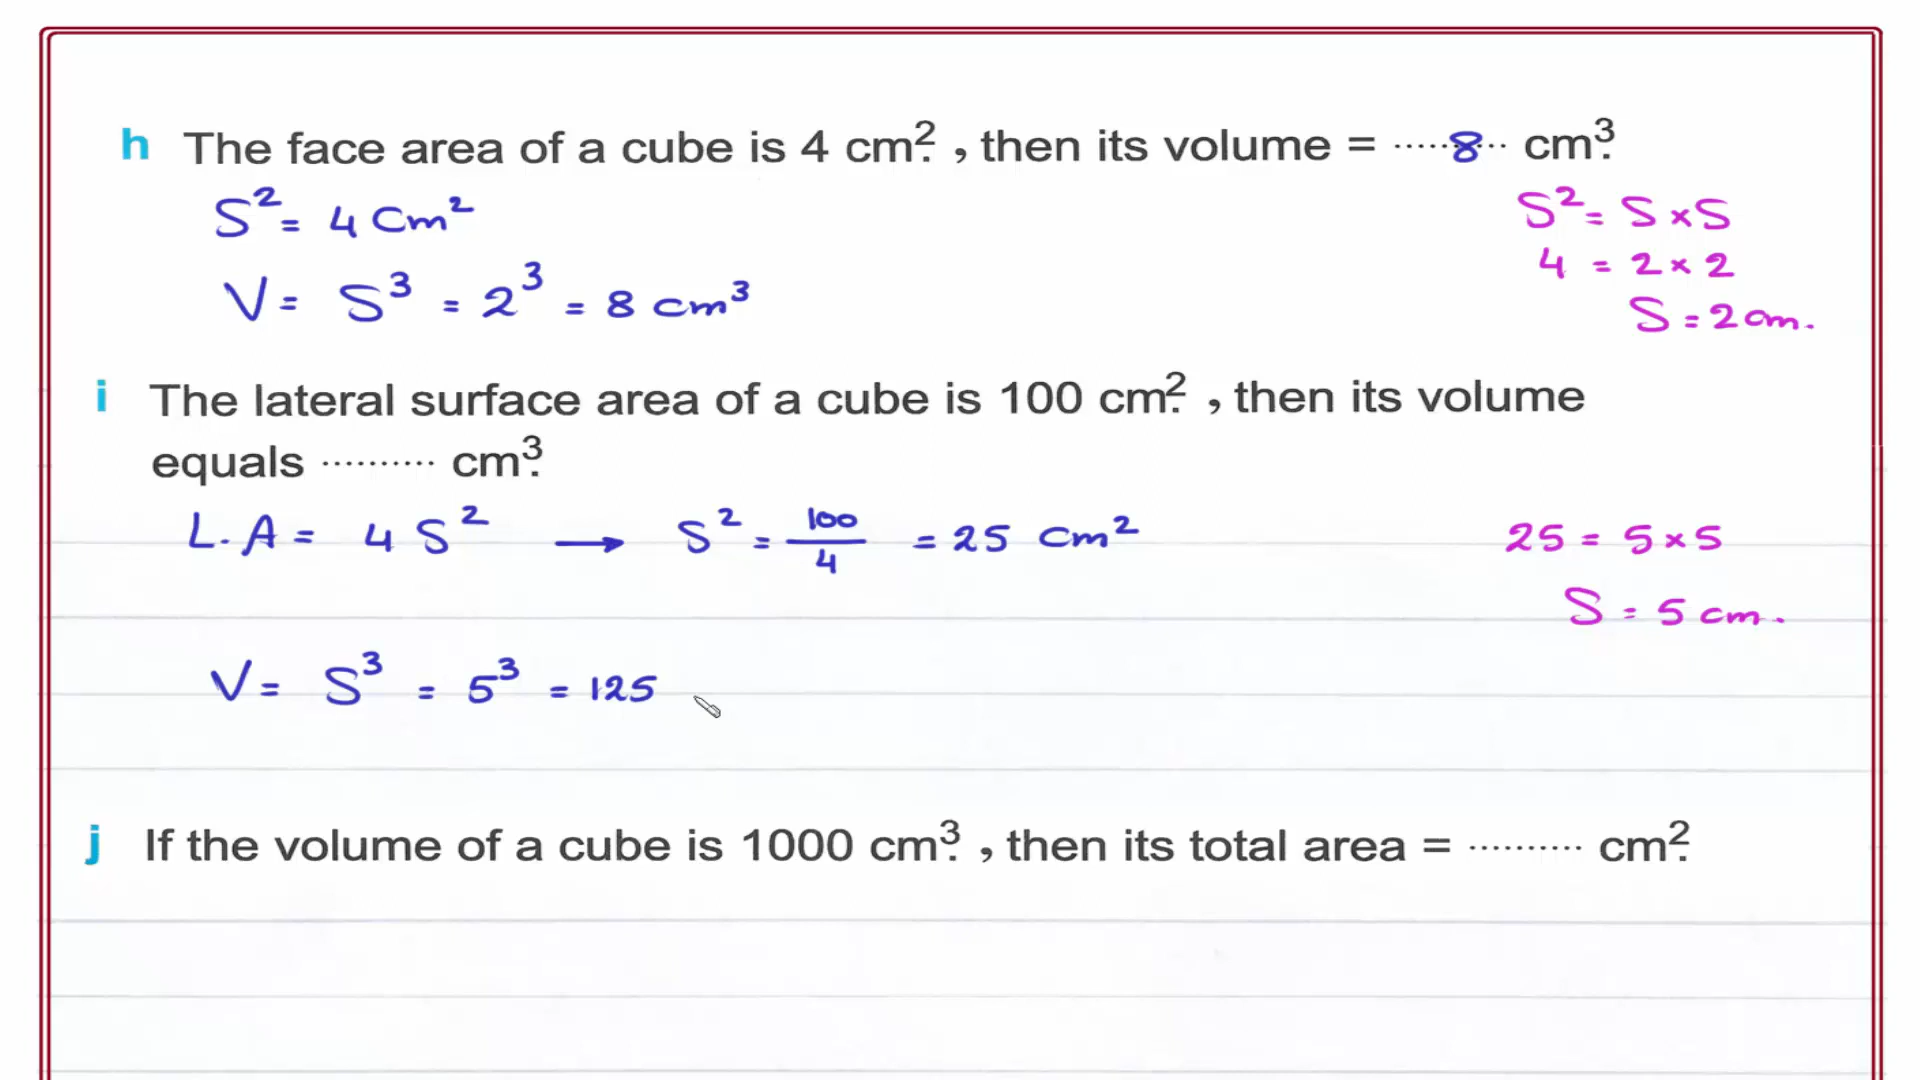 h The face area of a cube is 4 cm². , then its volume = ·····8·· cm³.
S² = 4 Cm²
S² = S × S
4 = 2 × 2
V = S³ = 2³ = 8 cm³
S = 2 cm.
i The lateral surface area of a cube is 100 cm². , then its volume
equals ·········· cm³.
L.A = 4 S² → S² = 100/4 = 25 Cm²
25 = 5 × 5
S = 5 cm.
V = S³ = 5³ = 125
j If the volume of a cube is 1000 cm³. , then its total area = ·········· cm².